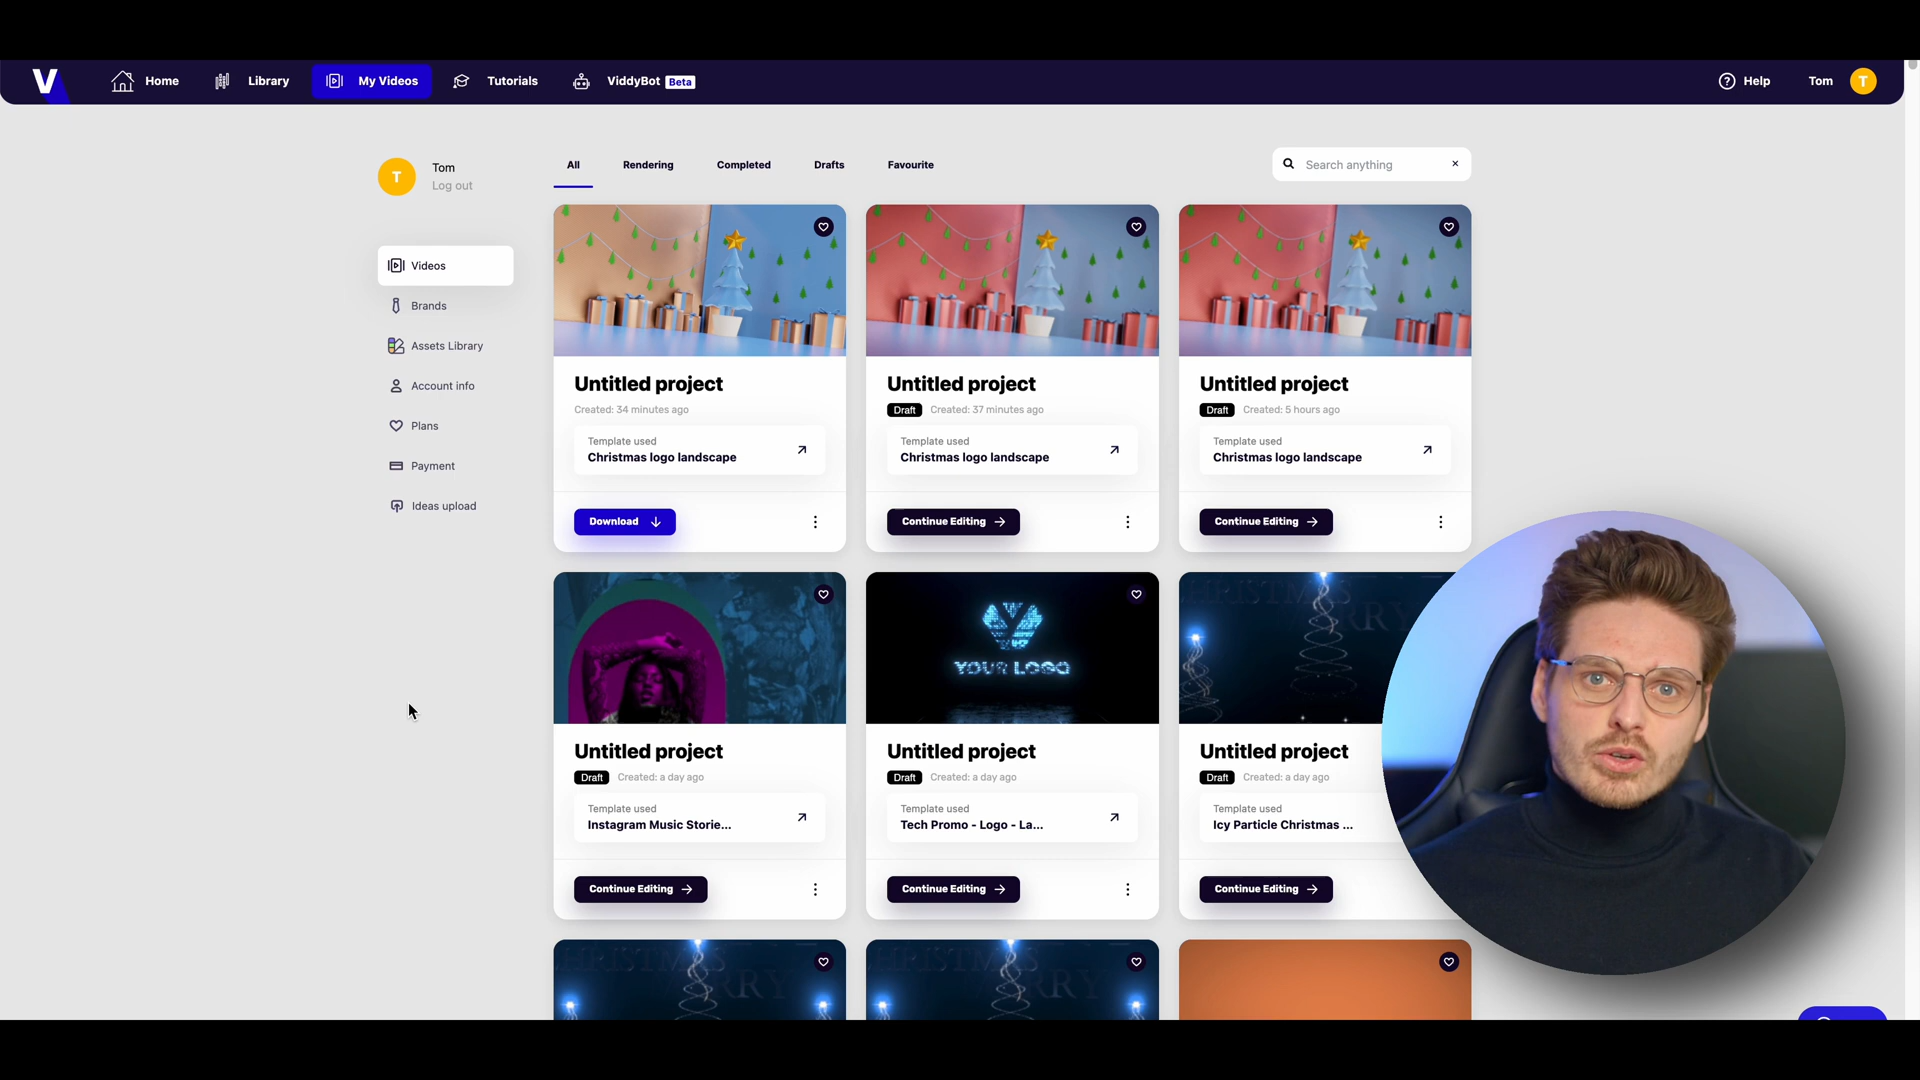 Home
Library
My Videos
Tutorials
ViddyBot Beta
Help
Tom
T
T
Tom
Log out
All
Rendering
Completed
Drafts
Favourite
Search anything
Videos
Brands
Assets Library
Account info
Plans
Payment
Ideas upload
Untitled project
Created: 34 minutes ago
Template used
Christmas logo landscape
Download
Untitled project
Draft Created: 37 minutes ago
Template used
Christmas logo landscape
Continue Editing
Untitled project
Draft Created: 5 hours ago
Template used
Christmas logo landscape
Continue Editing
Untitled project
Draft Created: a day ago
Template used
Instagram Music Storie...
Continue Editing
YOUR LOGO
Untitled project
Draft Created: a day ago
Template used
Tech Promo - Logo - La...
Continue Editing
Untitled project
Draft Created: a day ago
Template used
Icy Particle Christmas ...
Continue Editing